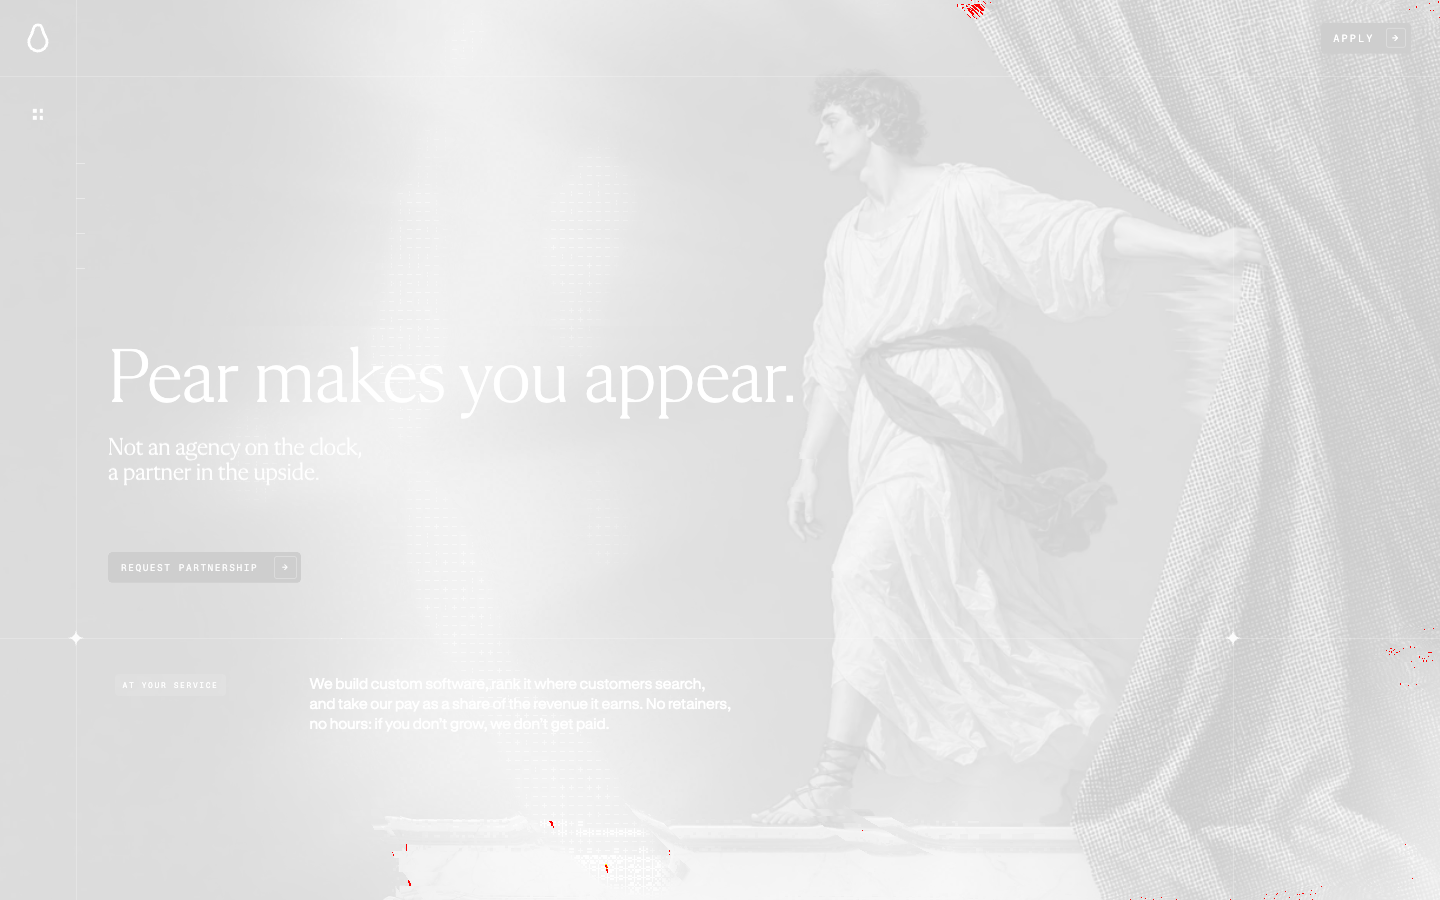 APPLY
Pear makes you appear.
Not an agency on the clock,
a partner in the upside.
REQUEST PARTNERSHIP
AT YOUR SERVICE
We build custom software, rank it where customers search,
and take our pay as a share of the revenue it earns. No retainers,
no hours: if you don't grow, we don't get paid.